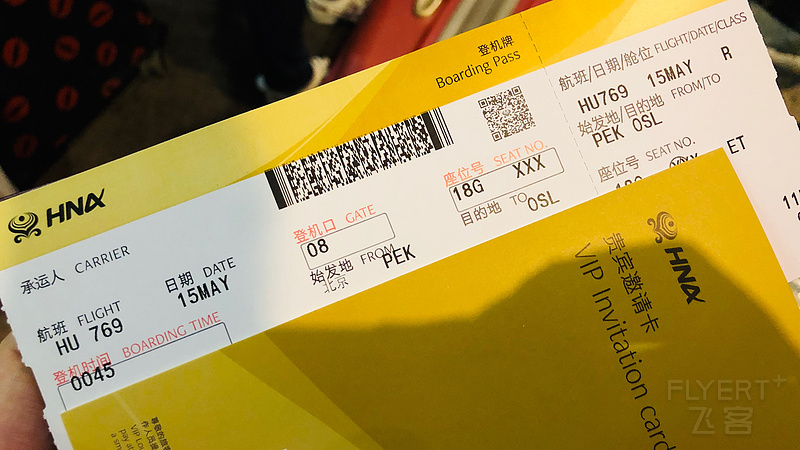 登机牌
Boarding Pass
HNA
承运人 CARRIER
航班 FLIGHT
HU 769
日期 DATE
15MAY
登机时间 BOARDING TIME
0045
登机口 GATE
08
始发地 FROM
北京
PEK
座位号 SEAT NO.
18G XXX
目的地 TO
OSL
航班/日期/舱位 FLIGHT/DATE/CLASS
HU769 15MAY R
始发地/目的地 FROM/TO
PEK OSL
座位号 SEAT NO.
ET
HNA
贵宾邀请卡
VIP Invitation card
FLYERT+
飞客